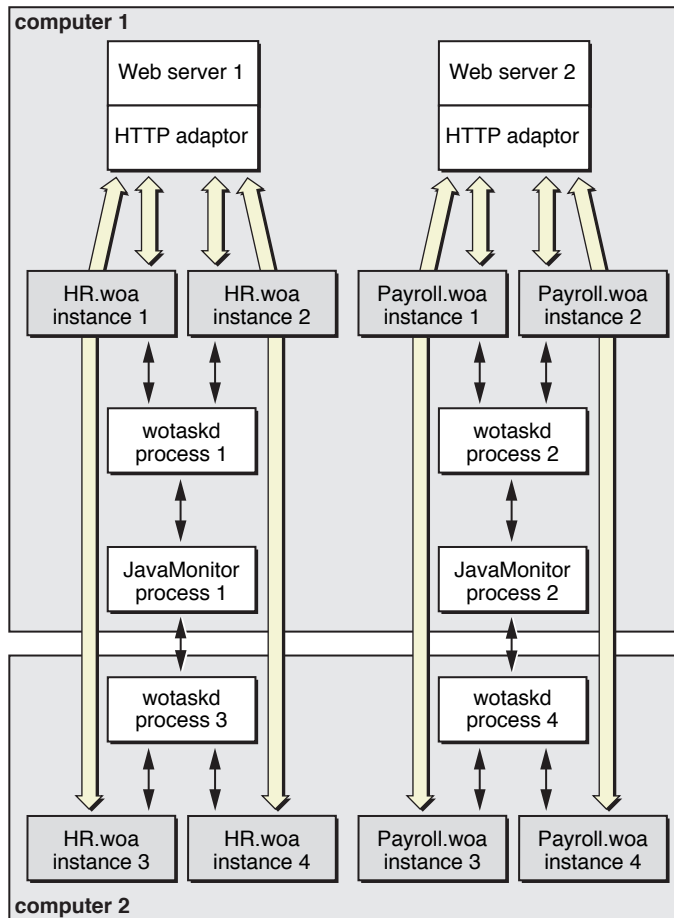 computer 1
Web server 1
HTTP adaptor
Web server 2
HTTP adaptor
HR.woa
instance 1
HR.woa
instance 2
Payroll.woa
instance 1
Payroll.woa
instance 2
wotaskd
process 1
wotaskd
process 2
JavaMonitor
process 1
JavaMonitor
process 2
wotaskd
process 3
wotaskd
process 4
HR.woa
instance 3
HR.woa
instance 4
Payroll.woa
instance 3
Payroll.woa
instance 4
computer 2